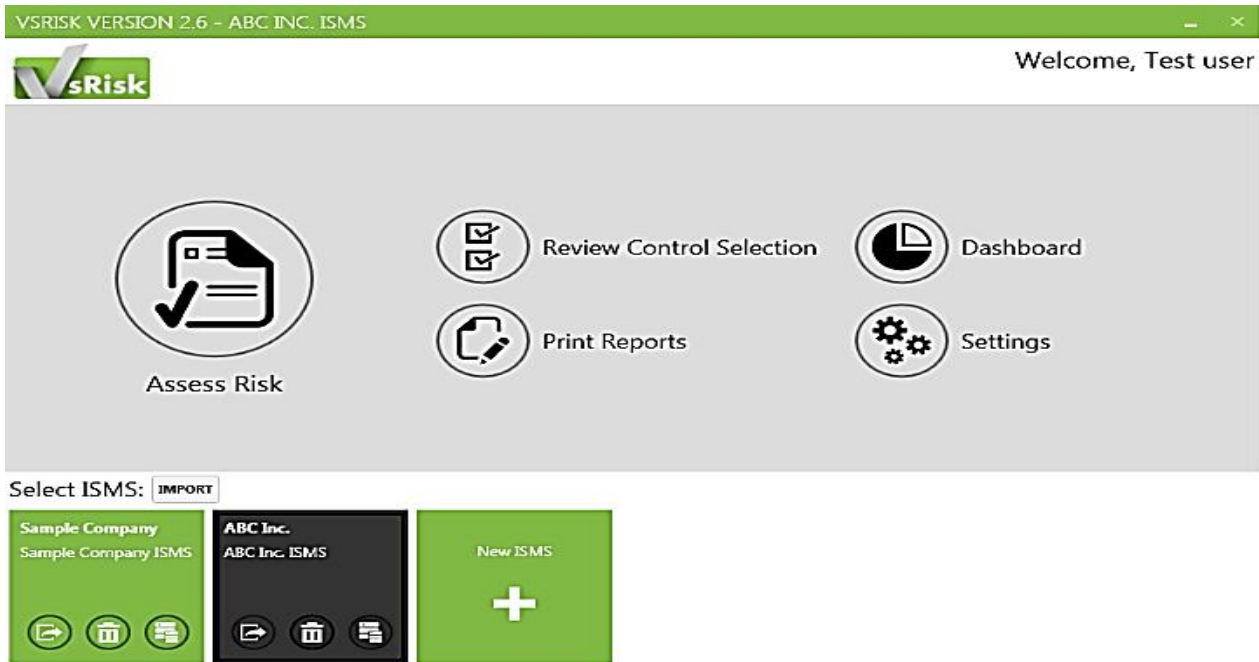 VSRISK VERSION 2.6 - ABC INC. ISMS
VsRisk
Welcome, Test user
Assess Risk
Review Control Selection
Dashboard
Print Reports
Settings
Select ISMS: IMPORT
Sample Company
Sample Company ISMS
ABC Inc.
ABC Inc. ISMS
New ISMS